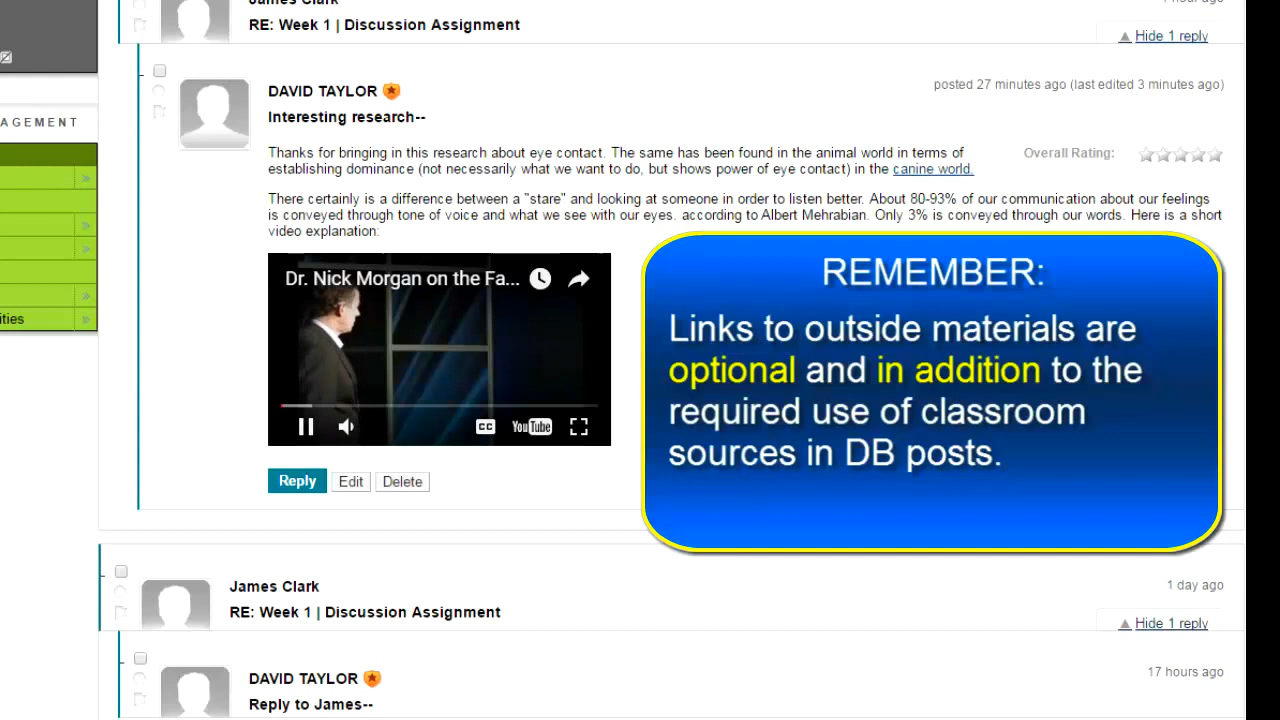 James Clark
1 hour ago
RE: Week 1 | Discussion Assignment
Hide 1 reply
DAVID TAYLOR
posted 27 minutes ago (last edited 3 minutes ago)
Interesting research--
AGEMENT
Thanks for bringing in this research about eye contact. The same has been found in the animal world in terms of
establishing dominance (not necessarily what we want to do, but shows power of eye contact) in the canine world.
Overall Rating:
There certainly is a difference between a "stare" and looking at someone in order to listen better. About 80-93% of our communication about our feelings
is conveyed through tone of voice and what we see with our eyes. according to Albert Mehrabian. Only 3% is conveyed through our words. Here is a short
video explanation:
Dr. Nick Morgan on the Fa...
REMEMBER:
Links to outside materials are
optional and in addition to the
required use of classroom
sources in DB posts.
ities
CC
YouTube
Reply
Edit
Delete
James Clark
1 day ago
RE: Week 1 | Discussion Assignment
Hide 1 reply
DAVID TAYLOR
17 hours ago
Reply to James--